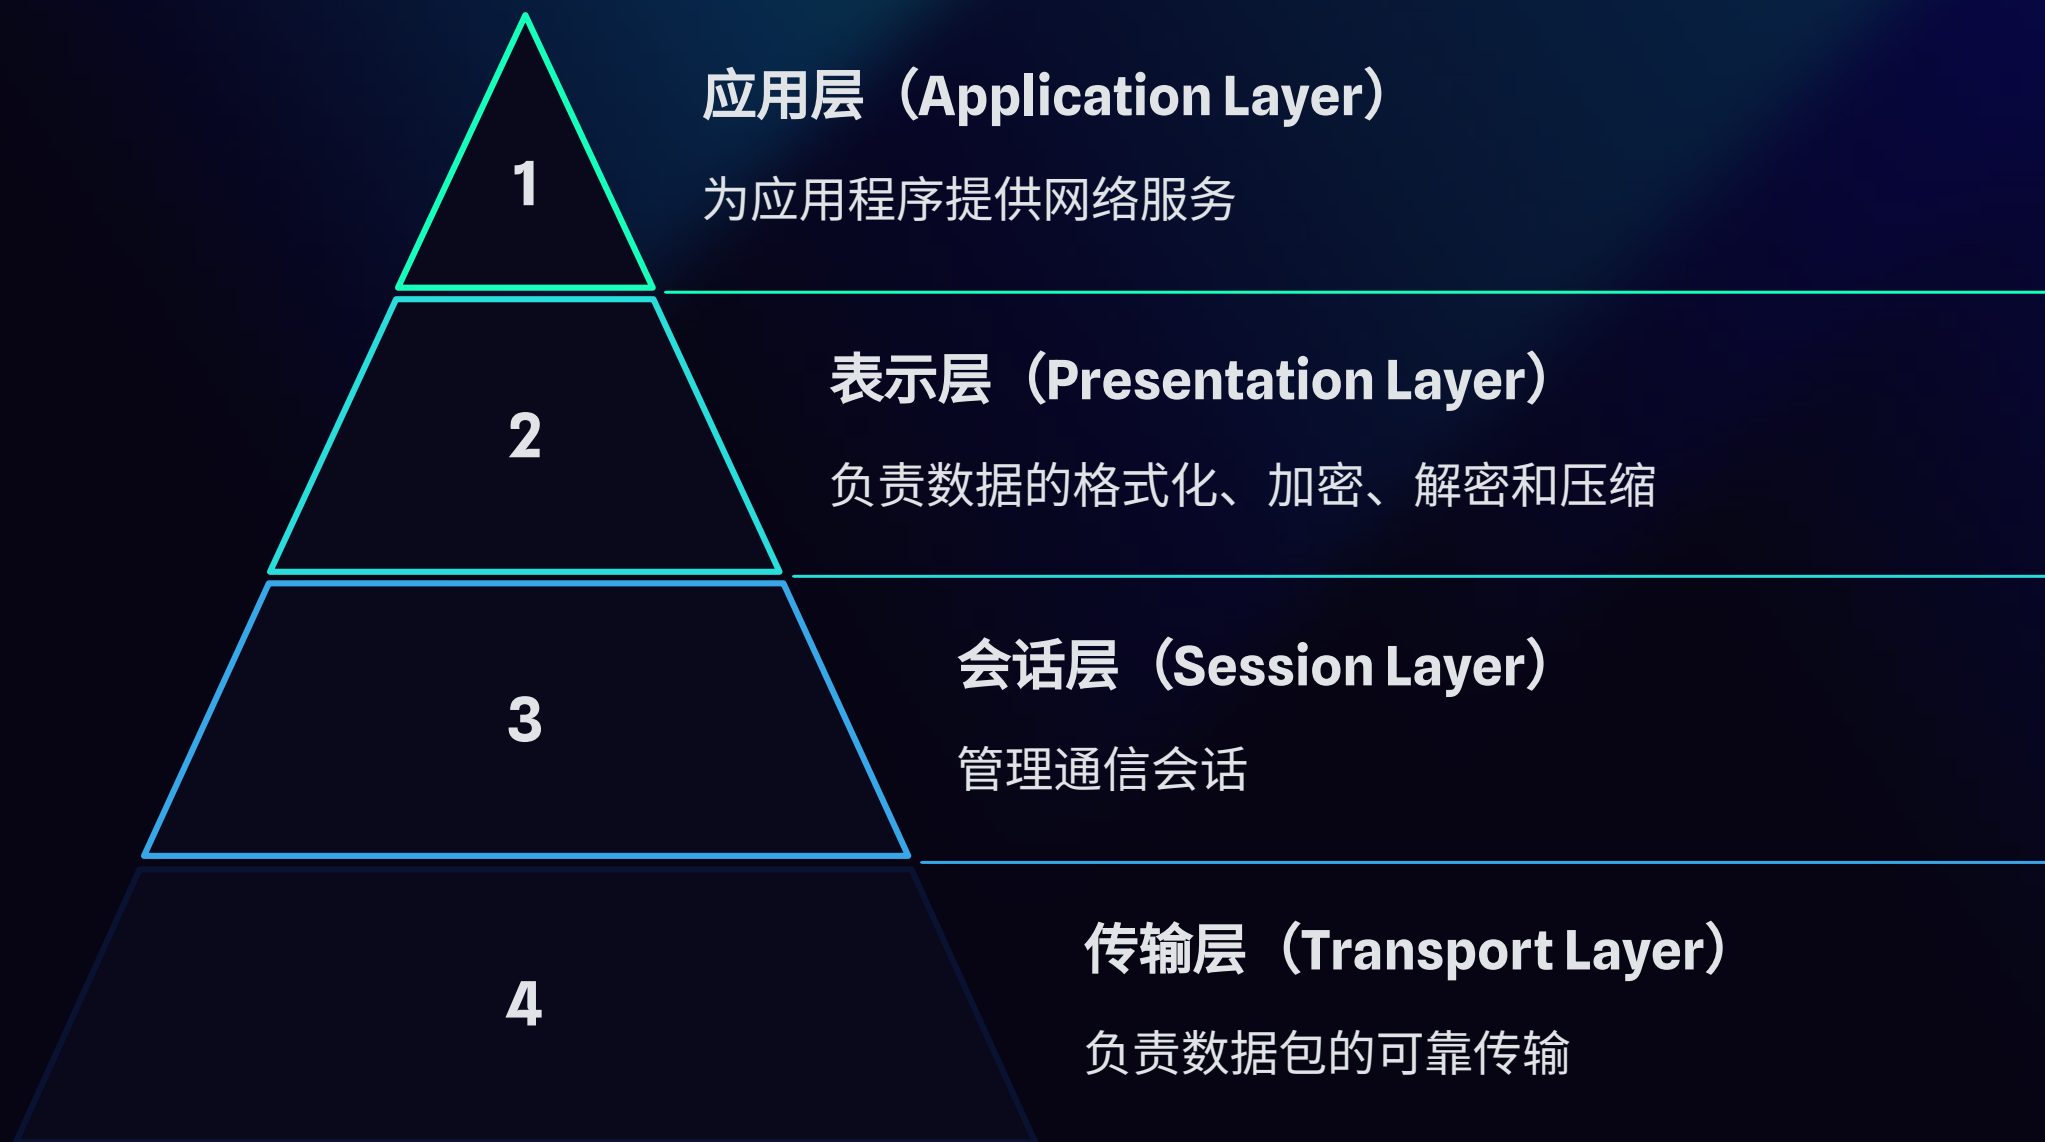 1
应用层（Application Layer）
为应用程序提供网络服务
2
表示层（Presentation Layer）
负责数据的格式化、加密、解密和压缩
3
会话层（Session Layer）
管理通信会话
4
传输层（Transport Layer）
负责数据包的可靠传输